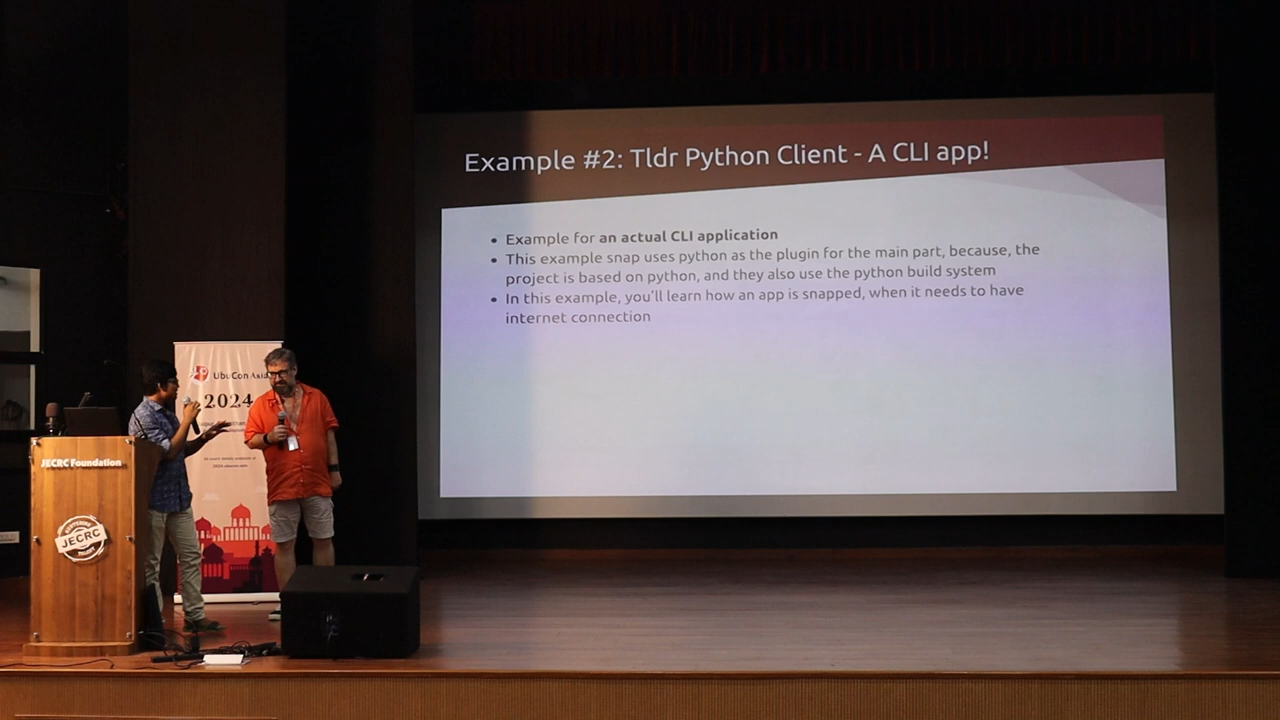 Example #2: Tldr Python Client - A CLI app!
• Example for an actual CLI application
• This example snap uses python as the plugin for the main part, because, the
project is based on python, and they also use the python build system
• In this example, you'll learn how an app is snapped, when it needs to have
internet connection
UbuCon Asia
2024
JECRC Foundation
JECRC